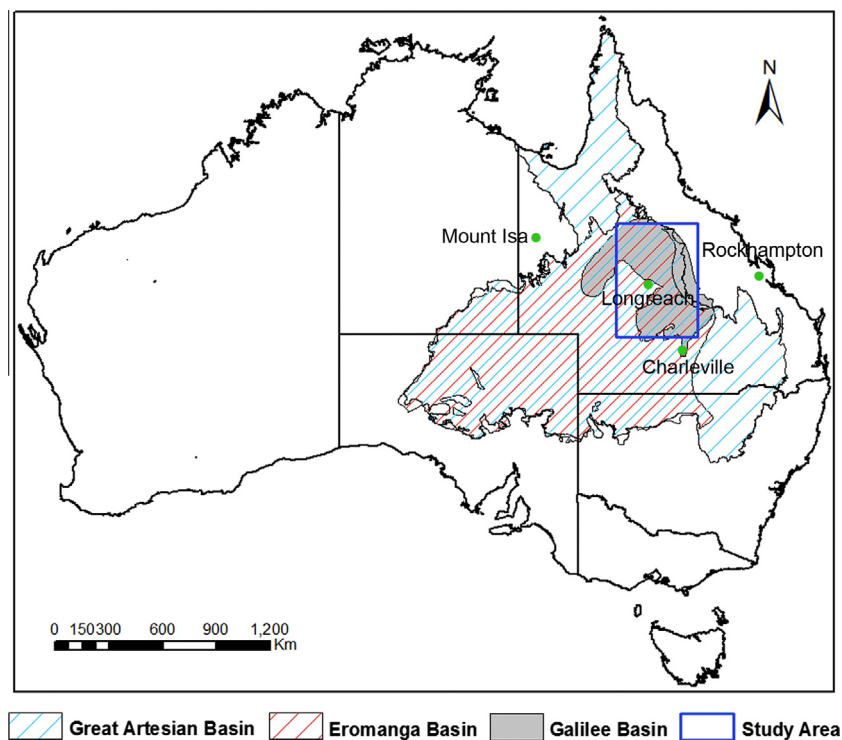 N
Mount Isa
Rockhampton
Longreach
Charleville
0 150300 600 900 1,200
Km
Great Artesian Basin Eromanga Basin Galilee Basin Study Area